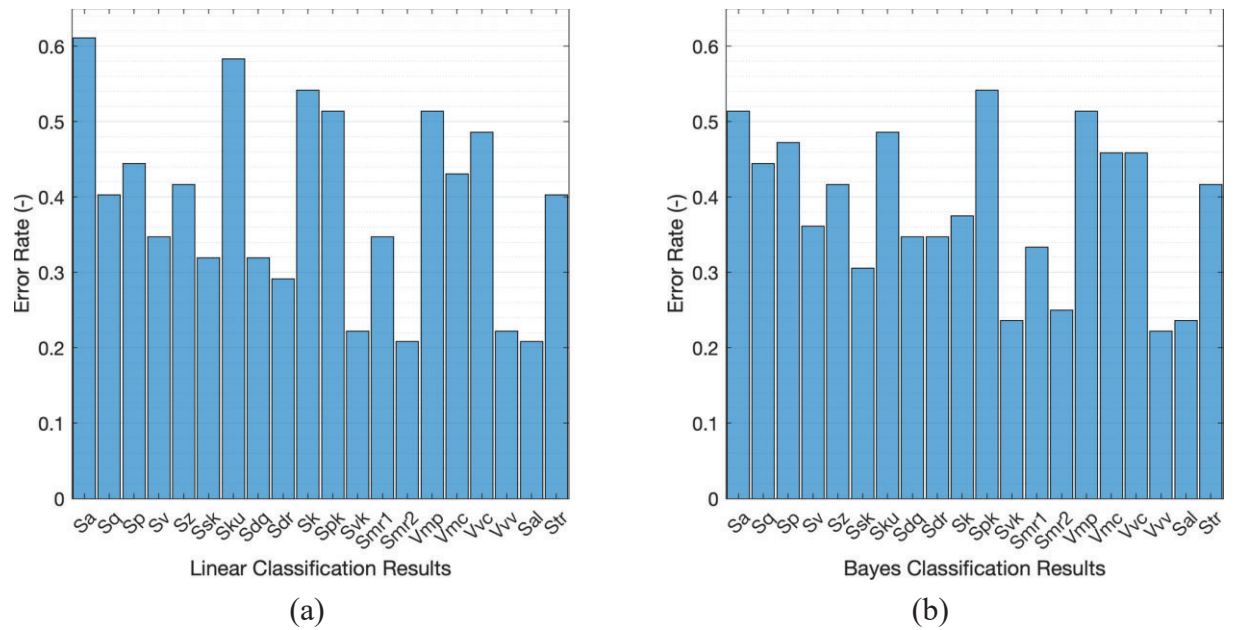 0.6
0.5
0.4
0.3
0.2
0.1
0
Error Rate (-)
Sa Sq Sp Sv Sz Ssk Sku Sdq Sdr Sk Spk Svk Smr1 Smr2 Vmp Vmc Vvc Vvv Sal Str
Linear Classification Results
(a)
0.6
0.5
0.4
0.3
0.2
0.1
0
Error Rate (-)
Sa Sq Sp Sv Sz Ssk Sku Sdq Sdr Sk Spk Svk Smr1 Smr2 Vmp Vmc Vvc Vvv Sal Str
Bayes Classification Results
(b)